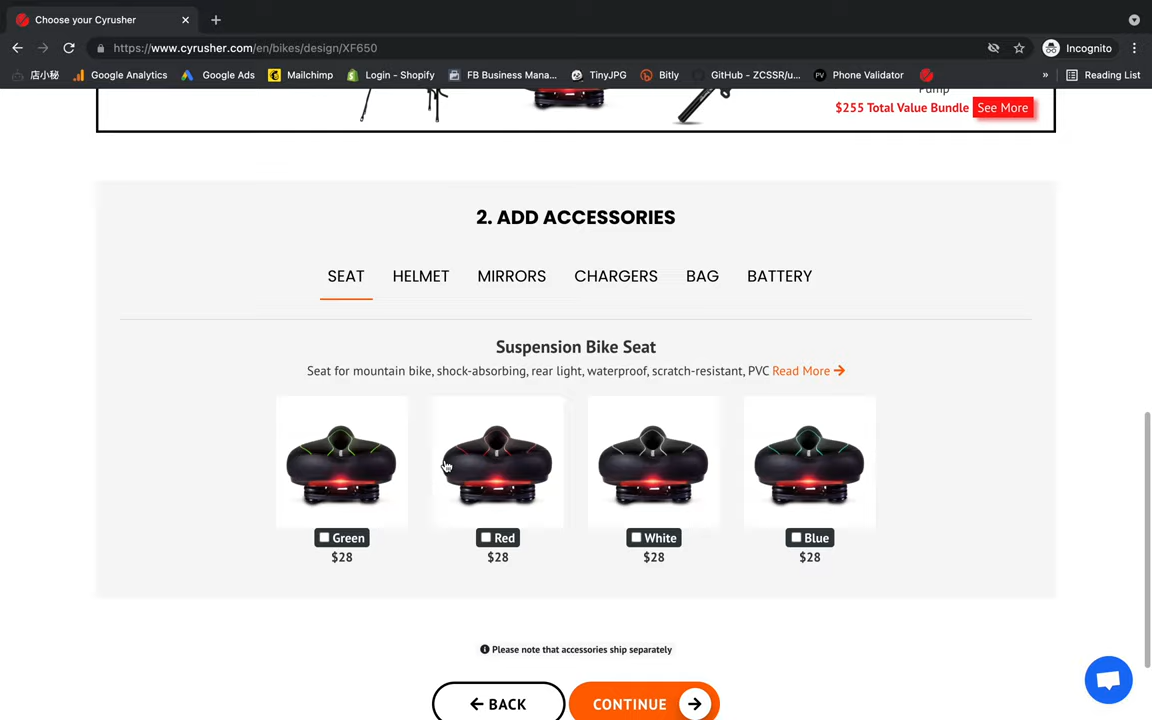 Choose your Cyrusher
https://www.cyrusher.com/en/bikes/design/XF650
Incognito
店小秘 Google Analytics Google Ads Mailchimp Login - Shopify FB Business Mana... TinyJPG Bitly GitHub - ZCSSR/u... PV Phone Validator » Reading List
Pump
$255 Total Value Bundle See More
2. ADD ACCESSORIES
SEAT HELMET MIRRORS CHARGERS BAG BATTERY
Suspension Bike Seat
Seat for mountain bike, shock-absorbing, rear light, waterproof, scratch-resistant, PVC Read More →
Green Red White Blue
$28 $28 $28 $28
Please note that accessories ship separately
← BACK CONTINUE →